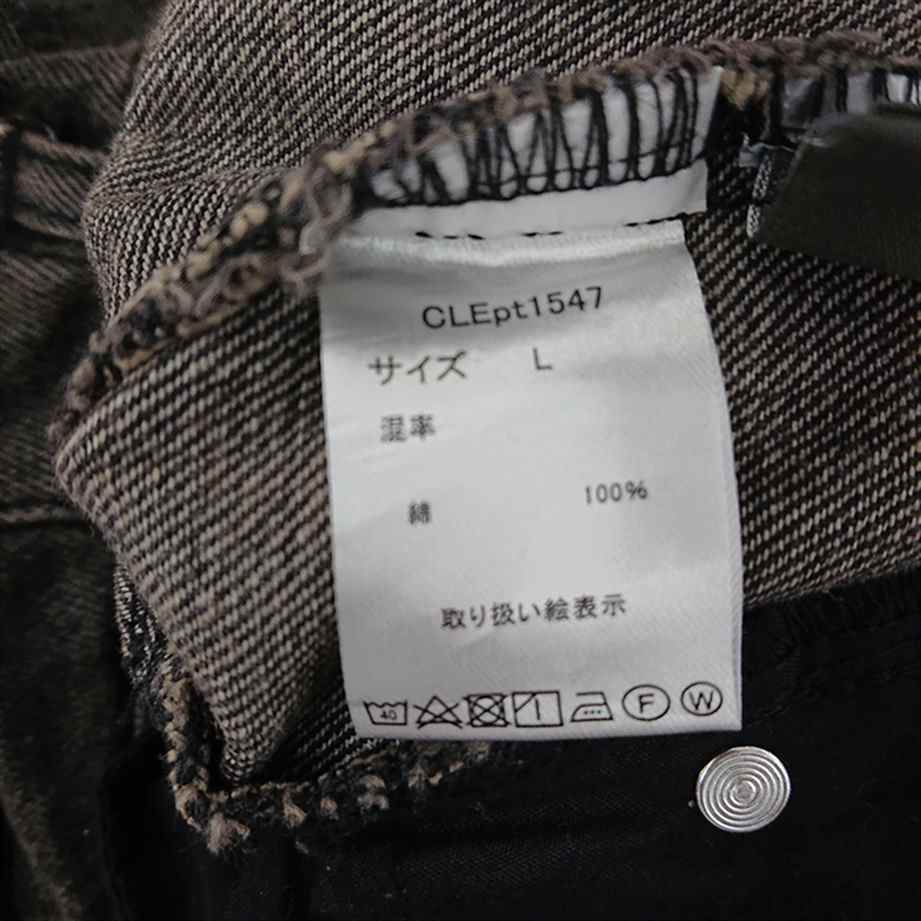 CLEpt1547
サイズ L
混率
綿 100%
取り扱い絵表示
40 F W